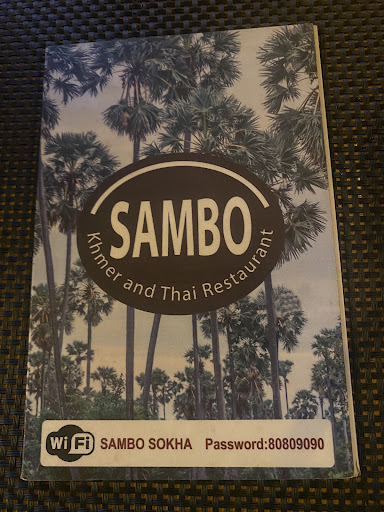 SAMBO
Khmer and Thai Restaurant
WiFi SAMBO SOKHA Password:80809090